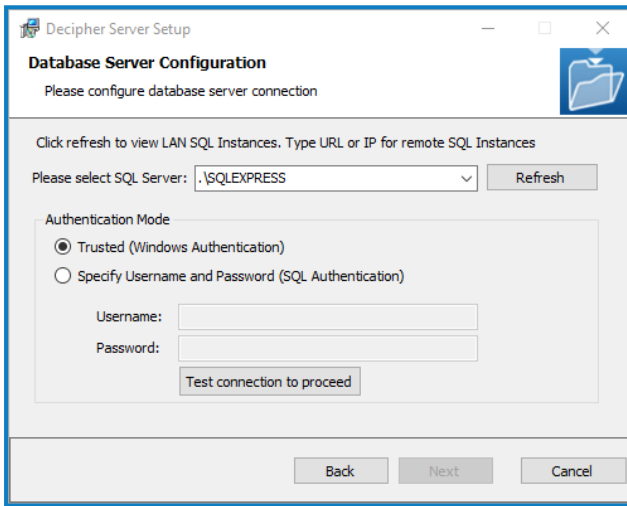 Decipher Server Setup
Database Server Configuration
Please configure database server connection
Click refresh to view LAN SQL Instances. Type URL or IP for remote SQL Instances
Please select SQL Server: .\SQLEXPRESS Refresh
Authentication Mode
Trusted (Windows Authentication)
Specify Username and Password (SQL Authentication)
Username:
Password:
Test connection to proceed
Back Next Cancel